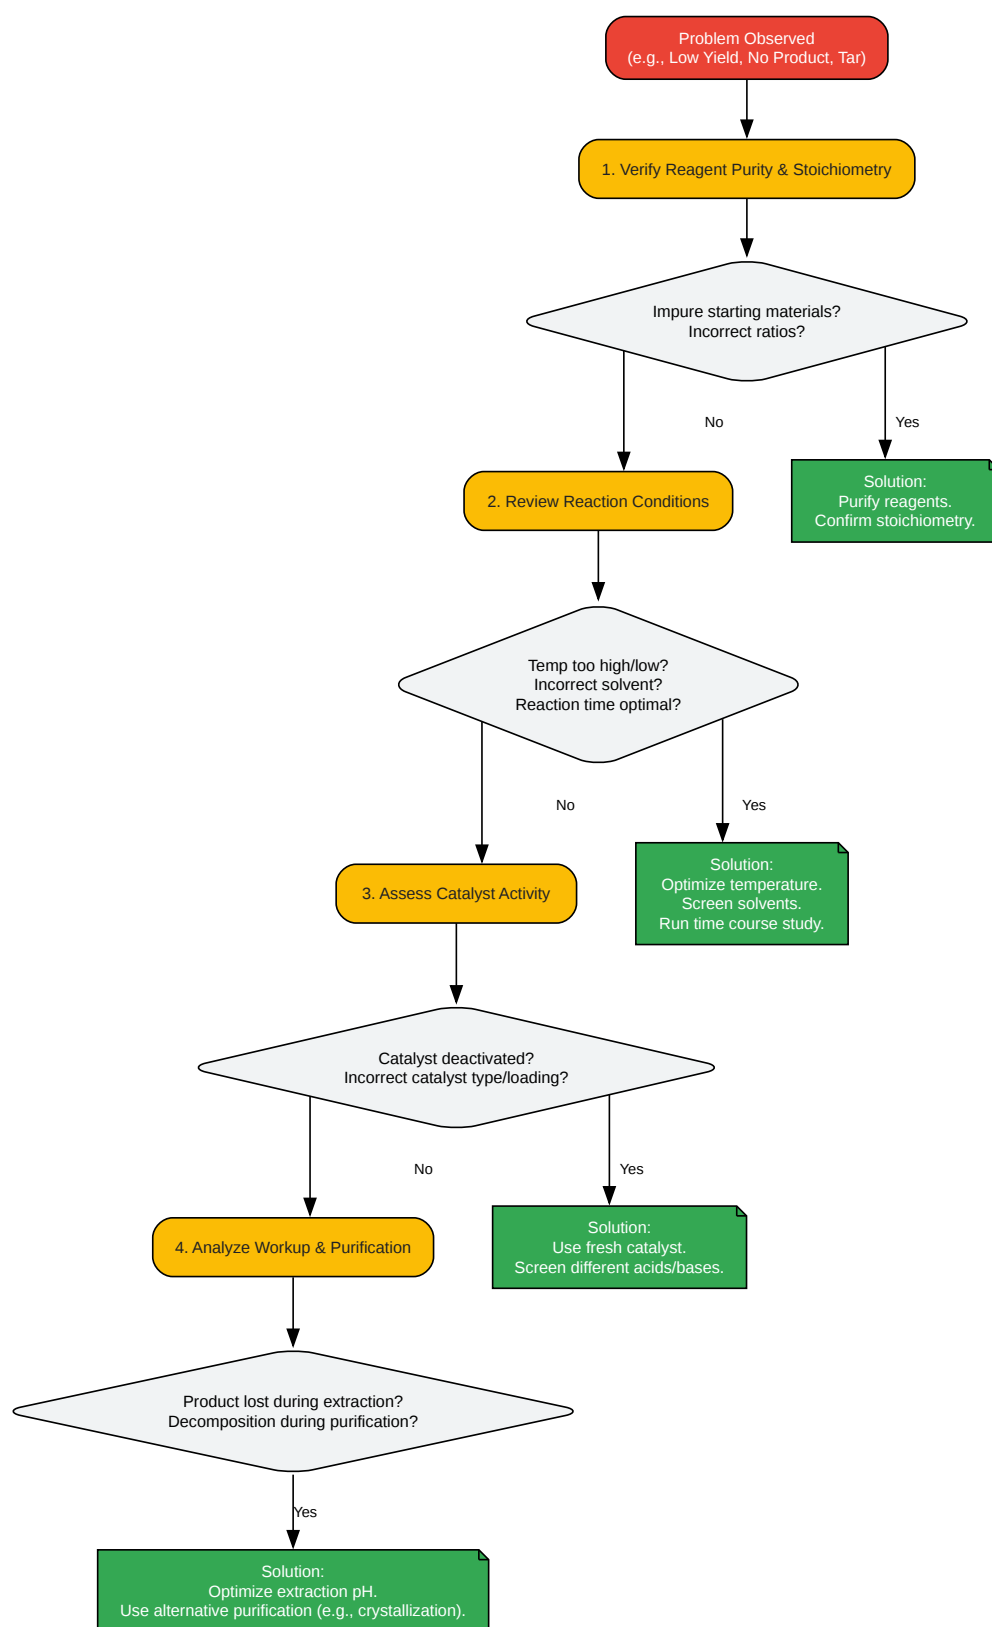 Problem Observed
(e.g., Low Yield, No Product, Tar)
1. Verify Reagent Purity & Stoichiometry
Impure starting materials?
Incorrect ratios?
No
Yes
Solution:
Purify reagents.
Confirm stoichiometry.
2. Review Reaction Conditions
Temp too high/low?
Incorrect solvent?
Reaction time optimal?
No
Yes
Solution:
Optimize temperature.
Screen solvents.
Run time course study.
3. Assess Catalyst Activity
Catalyst deactivated?
Incorrect catalyst type/loading?
No
Yes
Solution:
Use fresh catalyst.
Screen different acids/bases.
4. Analyze Workup & Purification
Product lost during extraction?
Decomposition during purification?
Yes
Solution:
Optimize extraction pH.
Use alternative purification (e.g., crystallization).